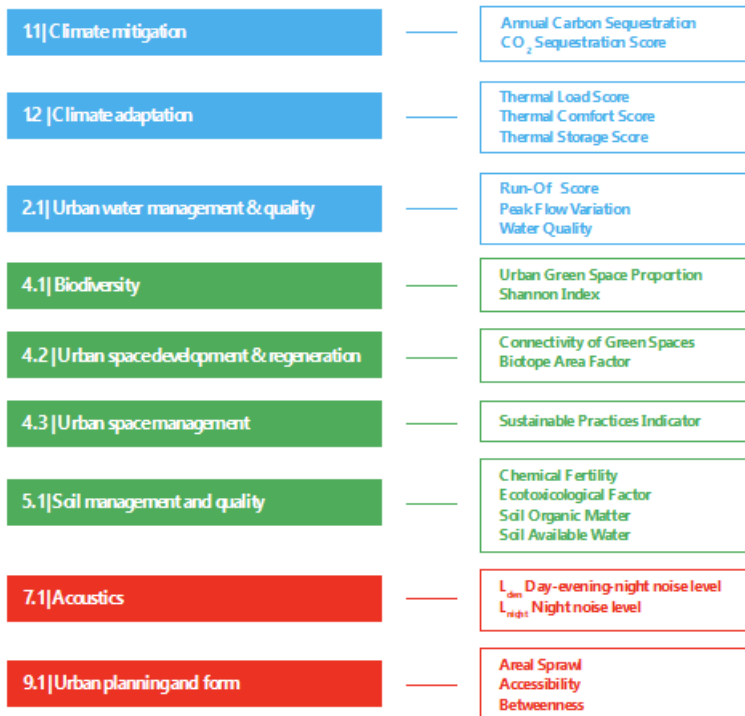 1.1| Climate mitigation
Annual Carbon Sequestration
CO₂ Sequestration Score
1.2 | Climate adaptation
Thermal Load Score
Thermal Comfort Score
Thermal Storage Score
2.1| Urban water management & quality
Run-Of Score
Peak Flow Variation
Water Quality
4.1| Biodiversity
Urban Green Space Proportion
Shannon Index
4.2 | Urban space development & regeneration
Connectivity of Green Spaces
Biotope Area Factor
4.3 | Urban space management
Sustainable Practices Indicator
5.1| Soil management and quality
Chemical Fertility
Ecotoxicological Factor
Soil Organic Matter
Soil Available Water
7.1| Acoustics
Lden Day-evening-night noise level
Lnight Night noise level
9.1| Urban planning and form
Areal Sprawl
Accessibility
Betweenness